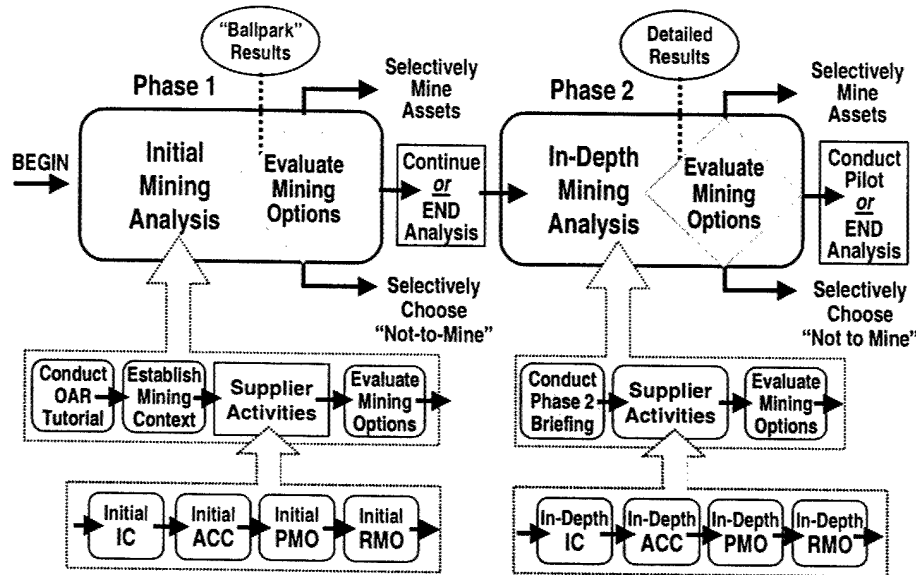 "Ballpark"
Results
Detailed
Results
Phase 1
Selectively
Mine
Assets
Phase 2
Selectively
Mine
Assets
BEGIN
Initial
Mining
Analysis
Evaluate
Mining
Options
Continue
or
END
Analysis
In-Depth
Mining
Analysis
Evaluate
Mining
Options
Conduct
Pilot
or
END
Analysis
Selectively
Choose
"Not-to-Mine"
Selectively
Choose
"Not to Mine"
Conduct
OAR
Tutorial
Establish
Mining
Context
Supplier
Activities
Evaluate
Mining
Options
Conduct
Phase 2
Briefing
Supplier
Activities
Evaluate
Mining
Options
Initial
IC
Initial
ACC
Initial
PMO
Initial
RMO
In-Depth
IC
In-Depth
ACC
In-Depth
PMO
In-Depth
RMO